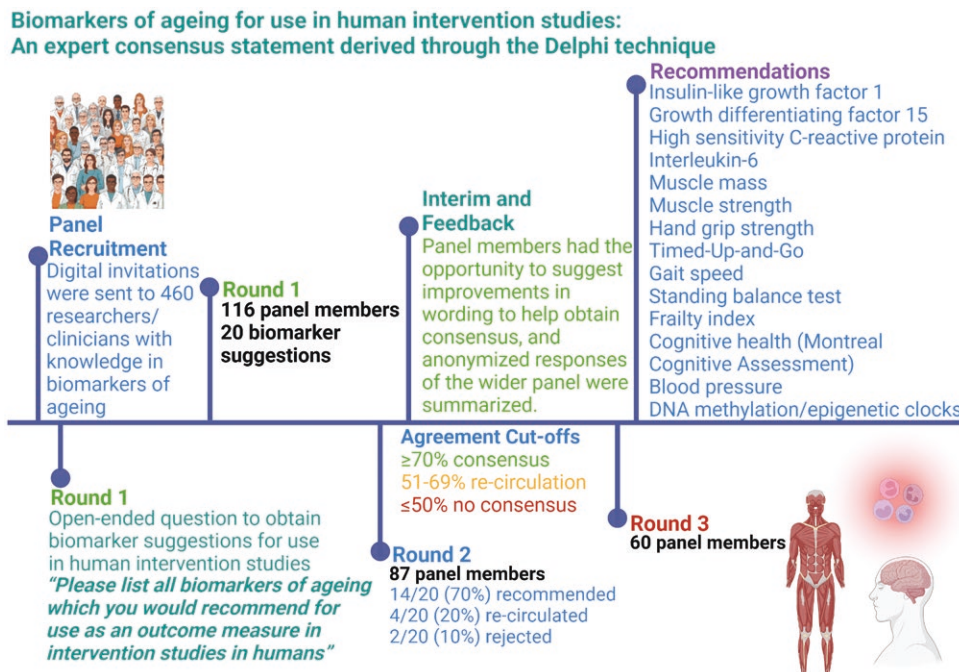 Biomarkers of ageing for use in human intervention studies:
An expert consensus statement derived through the Delphi technique
Panel
Recruitment
Digital invitations
were sent to 460
researchers/
clinicians with
knowledge in
biomarkers of
ageing
Round 1
Open-ended question to obtain
biomarker suggestions for use
in human intervention studies
“Please list all biomarkers of ageing
which you would recommend for
use as an outcome measure in
intervention studies in humans”
Round 1
116 panel members
20 biomarker
suggestions
Round 2
87 panel members
14/20 (70%) recommended
4/20 (20%) re-circulated
2/20 (10%) rejected
Interim and
Feedback
Panel members had the
opportunity to suggest
improvements in
wording to help obtain
consensus, and
anonymized responses
of the wider panel were
summarized.
Agreement Cut-offs
≥70% consensus
51-69% re-circulation
≤50% no consensus
Round 3
60 panel members
Recommendations
Insulin-like growth factor 1
Growth differentiating factor 15
High sensitivity C-reactive protein
Interleukin-6
Muscle mass
Muscle strength
Hand grip strength
Timed-Up-and-Go
Gait speed
Standing balance test
Frailty index
Cognitive health (Montreal
Cognitive Assessment)
Blood pressure
DNA methylation/epigenetic clocks